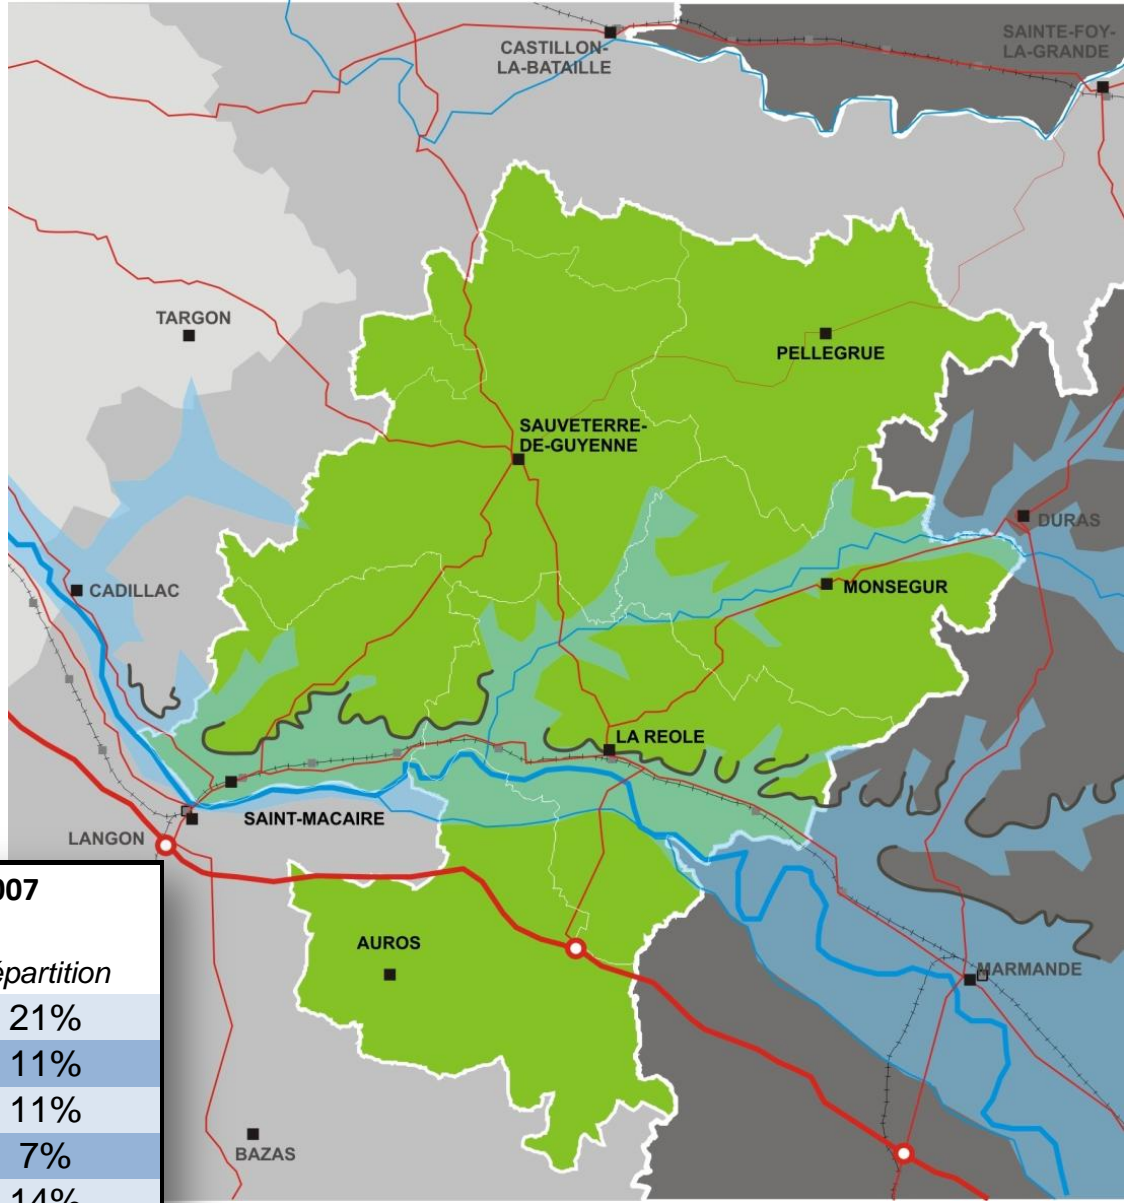 CASTILLON-
LA-BATAILLE
SAINTE-FOY-
LA-GRANDE
TARGON
PELLEGRUE
SAUVETERRE-
DE-GUYENNE
DURAS
CADILLAC
MONSEGUR
LA REOLE
SAINT-MACAIRE
LANGON
AUROS
MARMANDE
BAZAS
007
épartition
21%
11%
11%
7%
14%